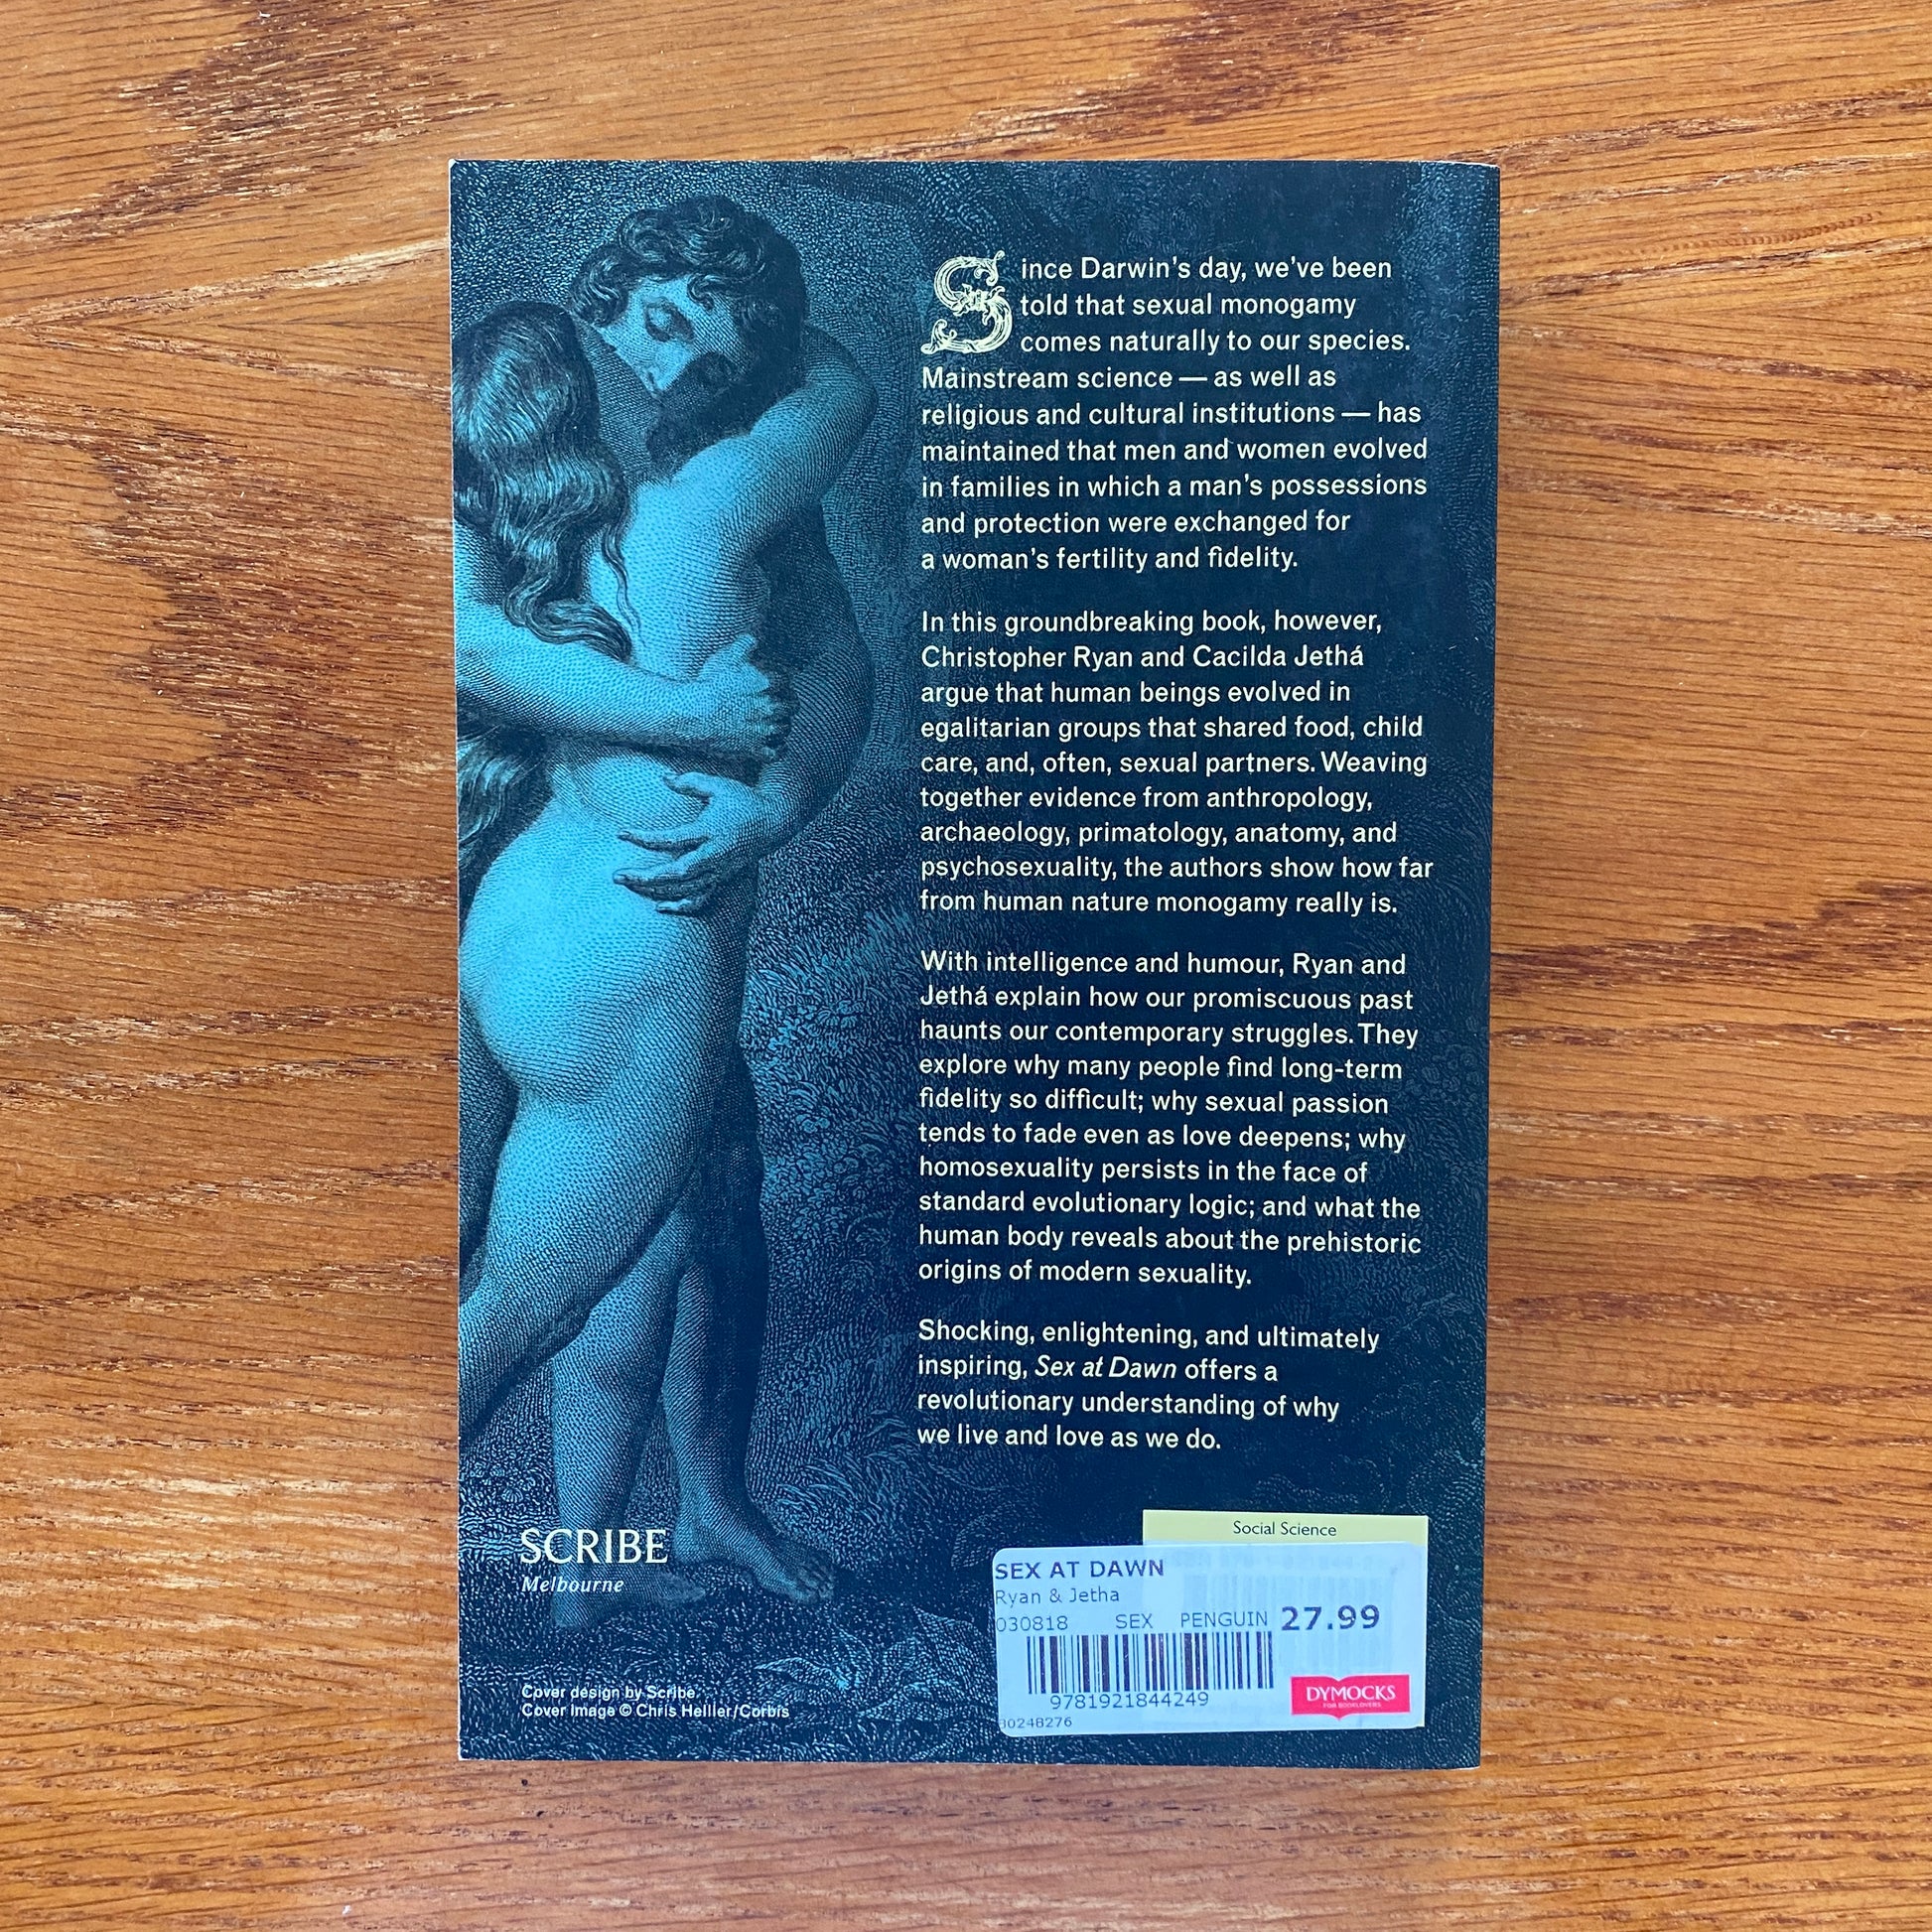 Since Darwin's day, we've been
told that sexual monogamy
comes naturally to our species.
Mainstream science — as well as
religious and cultural institutions — has
maintained that men and women evolved
in families in which a man's possessions
and protection were exchanged for
a woman's fertility and fidelity.
In this groundbreaking book, however,
Christopher Ryan and Cacilda Jethá
argue that human beings evolved in
egalitarian groups that shared food, child
care, and, often, sexual partners. Weaving
together evidence from anthropology,
archaeology, primatology, anatomy, and
psychosexuality, the authors show how far
from human nature monogamy really is.
With intelligence and humour, Ryan and
Jethá explain how our promiscuous past
haunts our contemporary struggles. They
explore why many people find long-term
fidelity so difficult; why sexual passion
tends to fade even as love deepens; why
homosexuality persists in the face of
standard evolutionary logic; and what the
human body reveals about the prehistoric
origins of modern sexuality.
Shocking, enlightening, and ultimately
inspiring, Sex at Dawn offers a
revolutionary understanding of why
we live and love as we do.
SCRIBE
Melbourne
Cover design by Scribe.
Cover image © Chris Hellier/Corbis
Social Science
SEX AT DAWN
Ryan & Jetha
030818 SEX PENGUIN 27.99
9781921844249
DYMOCKS
FOR BOOKLOVERS
30248276